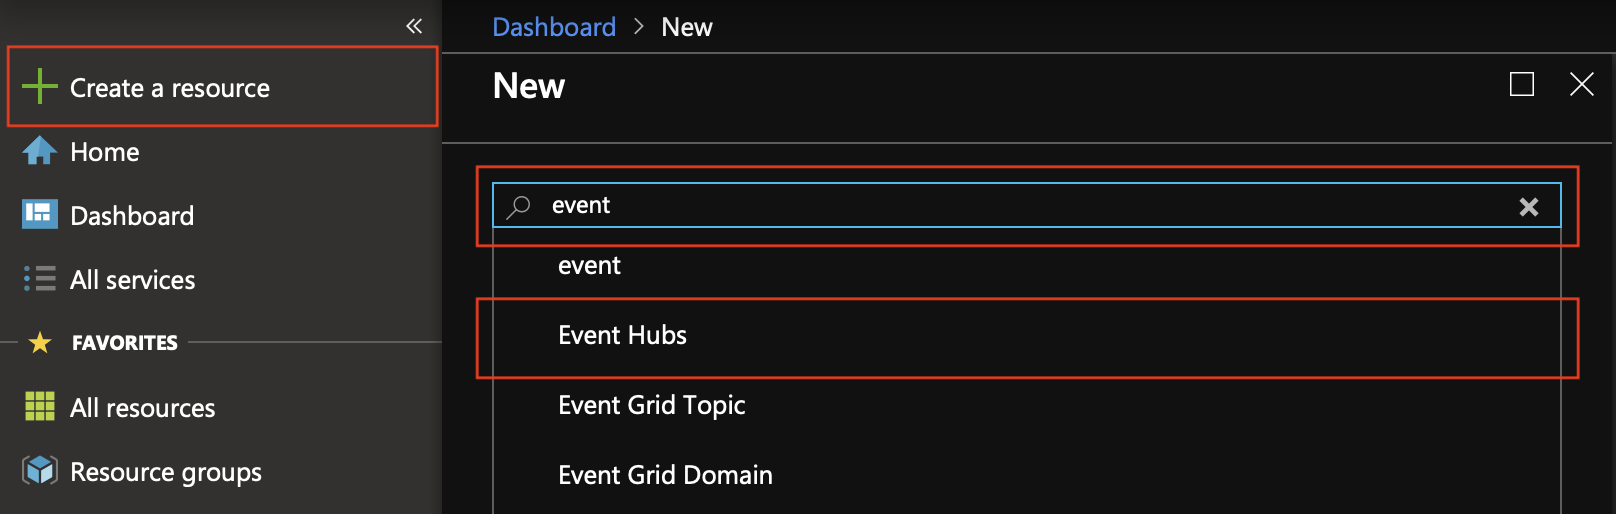 «
Create a resource
Home
Dashboard
All services
FAVORITES
All resources
Resource groups
Dashboard > New
New
event
event
Event Hubs
Event Grid Topic
Event Grid Domain